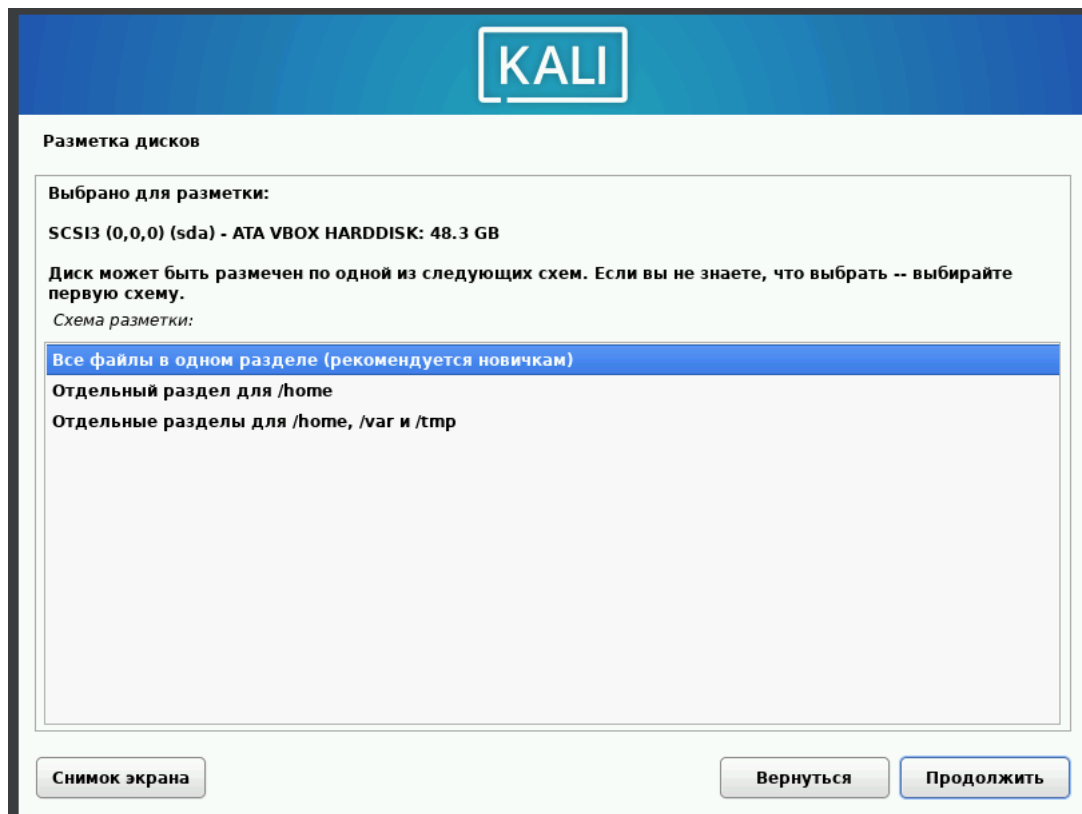 KALI
Разметка дисков
Выбрано для разметки:
SCSI3 (0,0,0) (sda) - ATA VBOX HARDDISK: 48.3 GB
Диск может быть размечен по одной из следующих схем. Если вы не знаете, что выбрать -- выбирайте
первую схему.
Схема разметки:
Все файлы в одном разделе (рекомендуется новичкам)
Отдельный раздел для /home
Отдельные разделы для /home, /var и /tmp
Снимок экрана
Вернуться
Продолжить